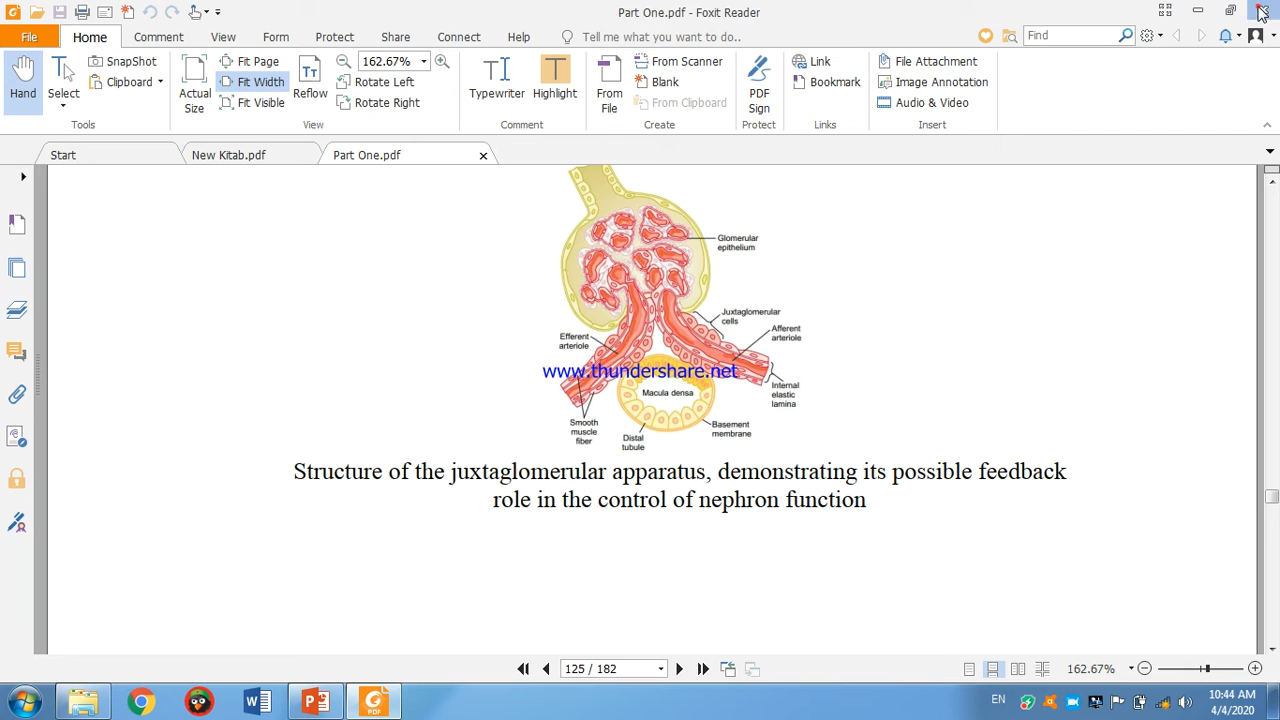 Part One.pdf - Foxit Reader
File
Home
Comment
View
Form
Protect
Share
Connect
Help
Tell me what you want to do..
Find
Hand
Select
SnapShot
Clipboard
Tools
Actual
Size
Fit Page
Fit Width
Fit Visible
Reflow
162.67%
Rotate Left
Rotate Right
View
Typewriter
Highlight
Comment
From
File
From Scanner
Blank
From Clipboard
Create
PDF
Sign
Protect
Link
Bookmark
Links
File Attachment
Image Annotation
Audio & Video
Insert
Start
New Kitab.pdf
Part One.pdf
Glomerular
epithelium
Juxtaglomerular
cells
Afferent
arteriole
Efferent
arteriole
www.thundershare.net
Internal
elastic
lamina
Macula densa
Smooth
muscle
fiber
Distal
tubule
Basement
membrane
Structure of the juxtaglomerular apparatus, demonstrating its possible feedback
role in the control of nephron function
125 / 182
162.67%
EN
10:44 AM
4/4/2020